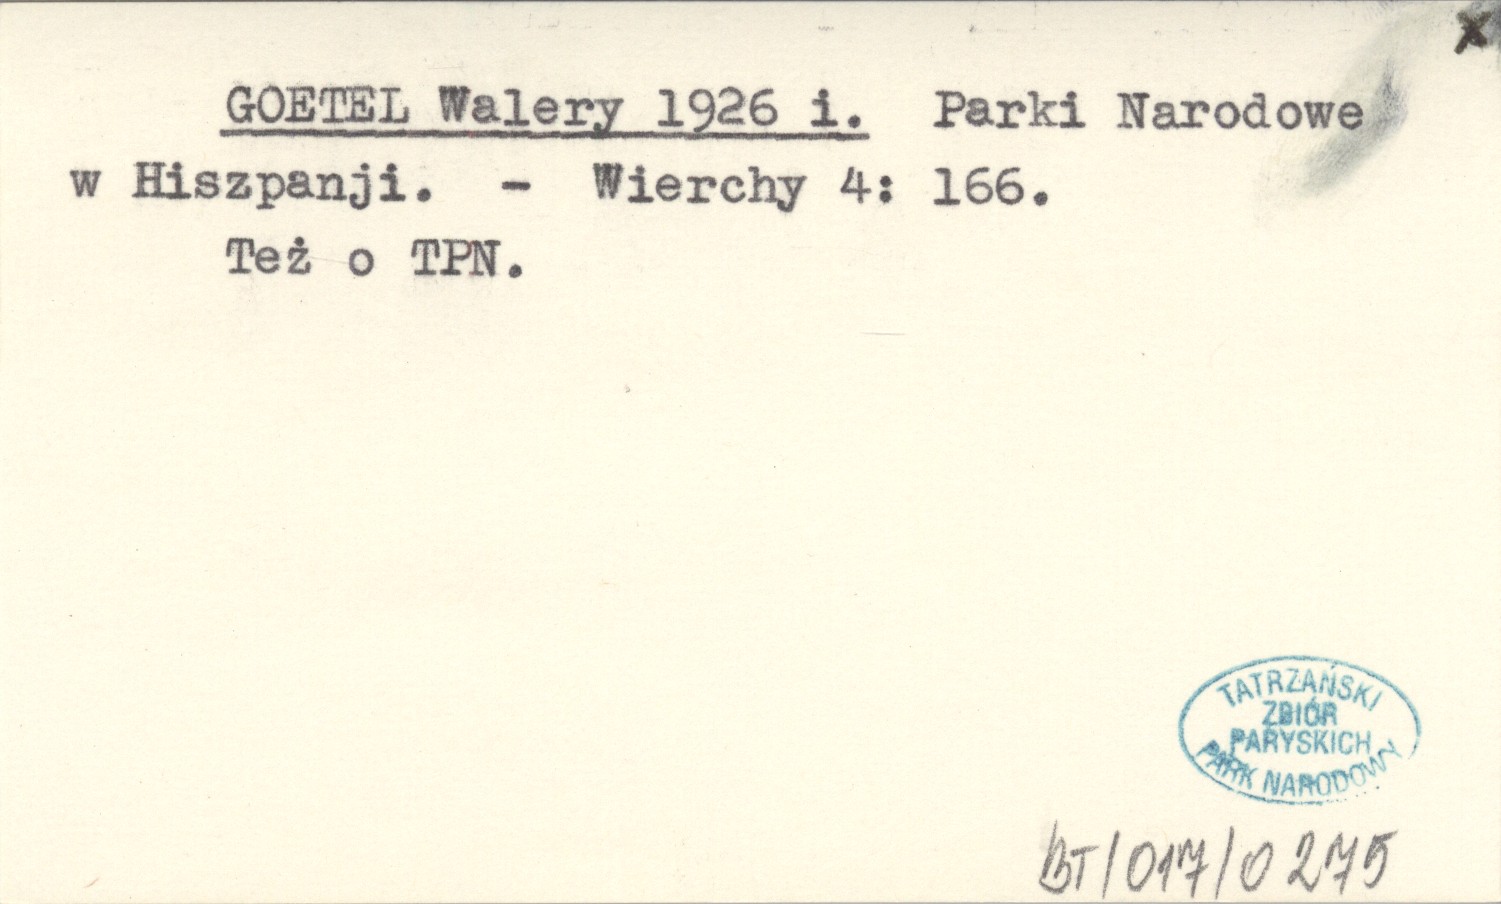 x
GOETEL Walery 1926 i. Parki Narodowe
w Hiszpanji. - Wierchy 4: 166.
Też o TPN.
TATRZAŃSKI
ZBIÓR
PARYSKICH
PARK NARODOWY
BT/017/0275